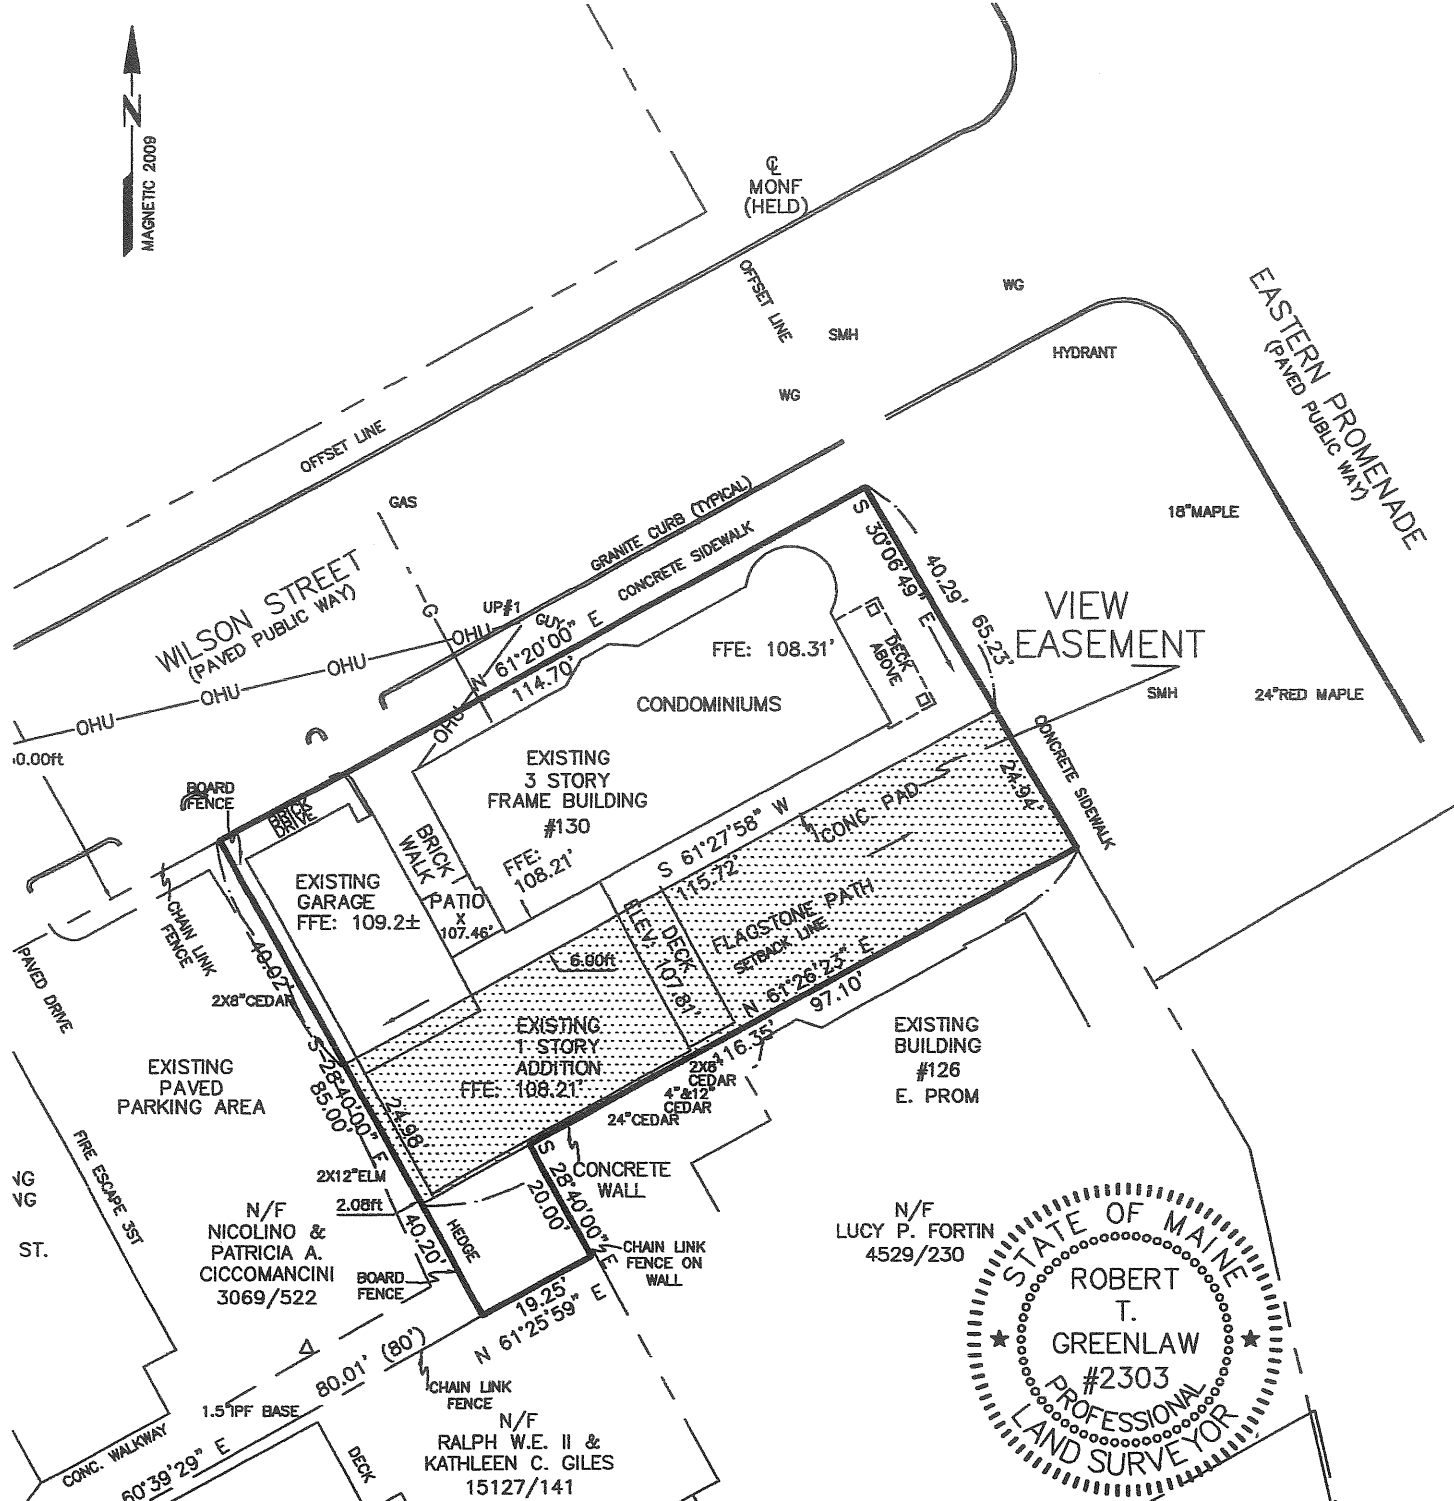 MAGNETIC 2009
N
℄
MONF
(HELD)
OFFSET LINE
OFFSET LINE
WG
SMH
WG
HYDRANT
EASTERN PROMENADE
(PAVED PUBLIC WAY)
GAS
GRANITE CURB (TYPICAL)
CONCRETE SIDEWALK
18"MAPLE
WILSON STREET
(PAVED PUBLIC WAY)
G
UP#1
GUY
OHU
OHU
OHU
OHU
OHU
N 61°20'00" E
114.70'
S 30°06'49" E
40.29'
65.23'
VIEW
EASEMENT
SMH
24"RED MAPLE
FFE: 108.31'
DECK
ABOVE
CONDOMINIUMS
CONCRETE SIDEWALK
24.94'
EXISTING
3 STORY
FRAME BUILDING
#130
FFE:
108.21'
BOARD
FENCE
BRICK
DRIVE
BRICK
WALK
S 61°27'58" W
115.72'
CONC. PAD
EXISTING
GARAGE
FFE: 109.2±
PATIO
X
107.46'
DECK
ELEV: 107.81'
FLAGSTONE PATH
SETBACK LINE
6.00ft
N 61°26'23" E
97.10'
116.35'
CHAIN LINK
FENCE
PAVED DRIVE
40.02'
2X8"CEDAR
EXISTING
PAVED
PARKING AREA
S 28°40'00" E
85.00'
24.98'
EXISTING
1 STORY
ADDITION
FFE: 108.21'
2X6"
CEDAR
4"&12"
CEDAR
24"CEDAR
EXISTING
BUILDING
#126
E. PROM
FIRE ESCAPE 3ST
2X12"ELM
2.08ft
40.20'
HEDGE
CONCRETE
WALL
S 28°40'00" E
20.00'
CHAIN LINK
FENCE ON
WALL
NG
NG
ST.
N/F
NICOLINO &
PATRICIA A.
CICCOMANCINI
3069/522
BOARD
FENCE
19.25'
N 61°25'59" E
N/F
LUCY P. FORTIN
4529/230
80.01' (80')
CHAIN LINK
FENCE
1.5"IPF BASE
CONC. WALKWAY
60°39'29" E
DECK
N/F
RALPH W.E. II &
KATHLEEN C. GILES
15127/141
STATE OF MAINE
ROBERT
T.
GREENLAW
#2303
PROFESSIONAL
LAND SURVEYOR